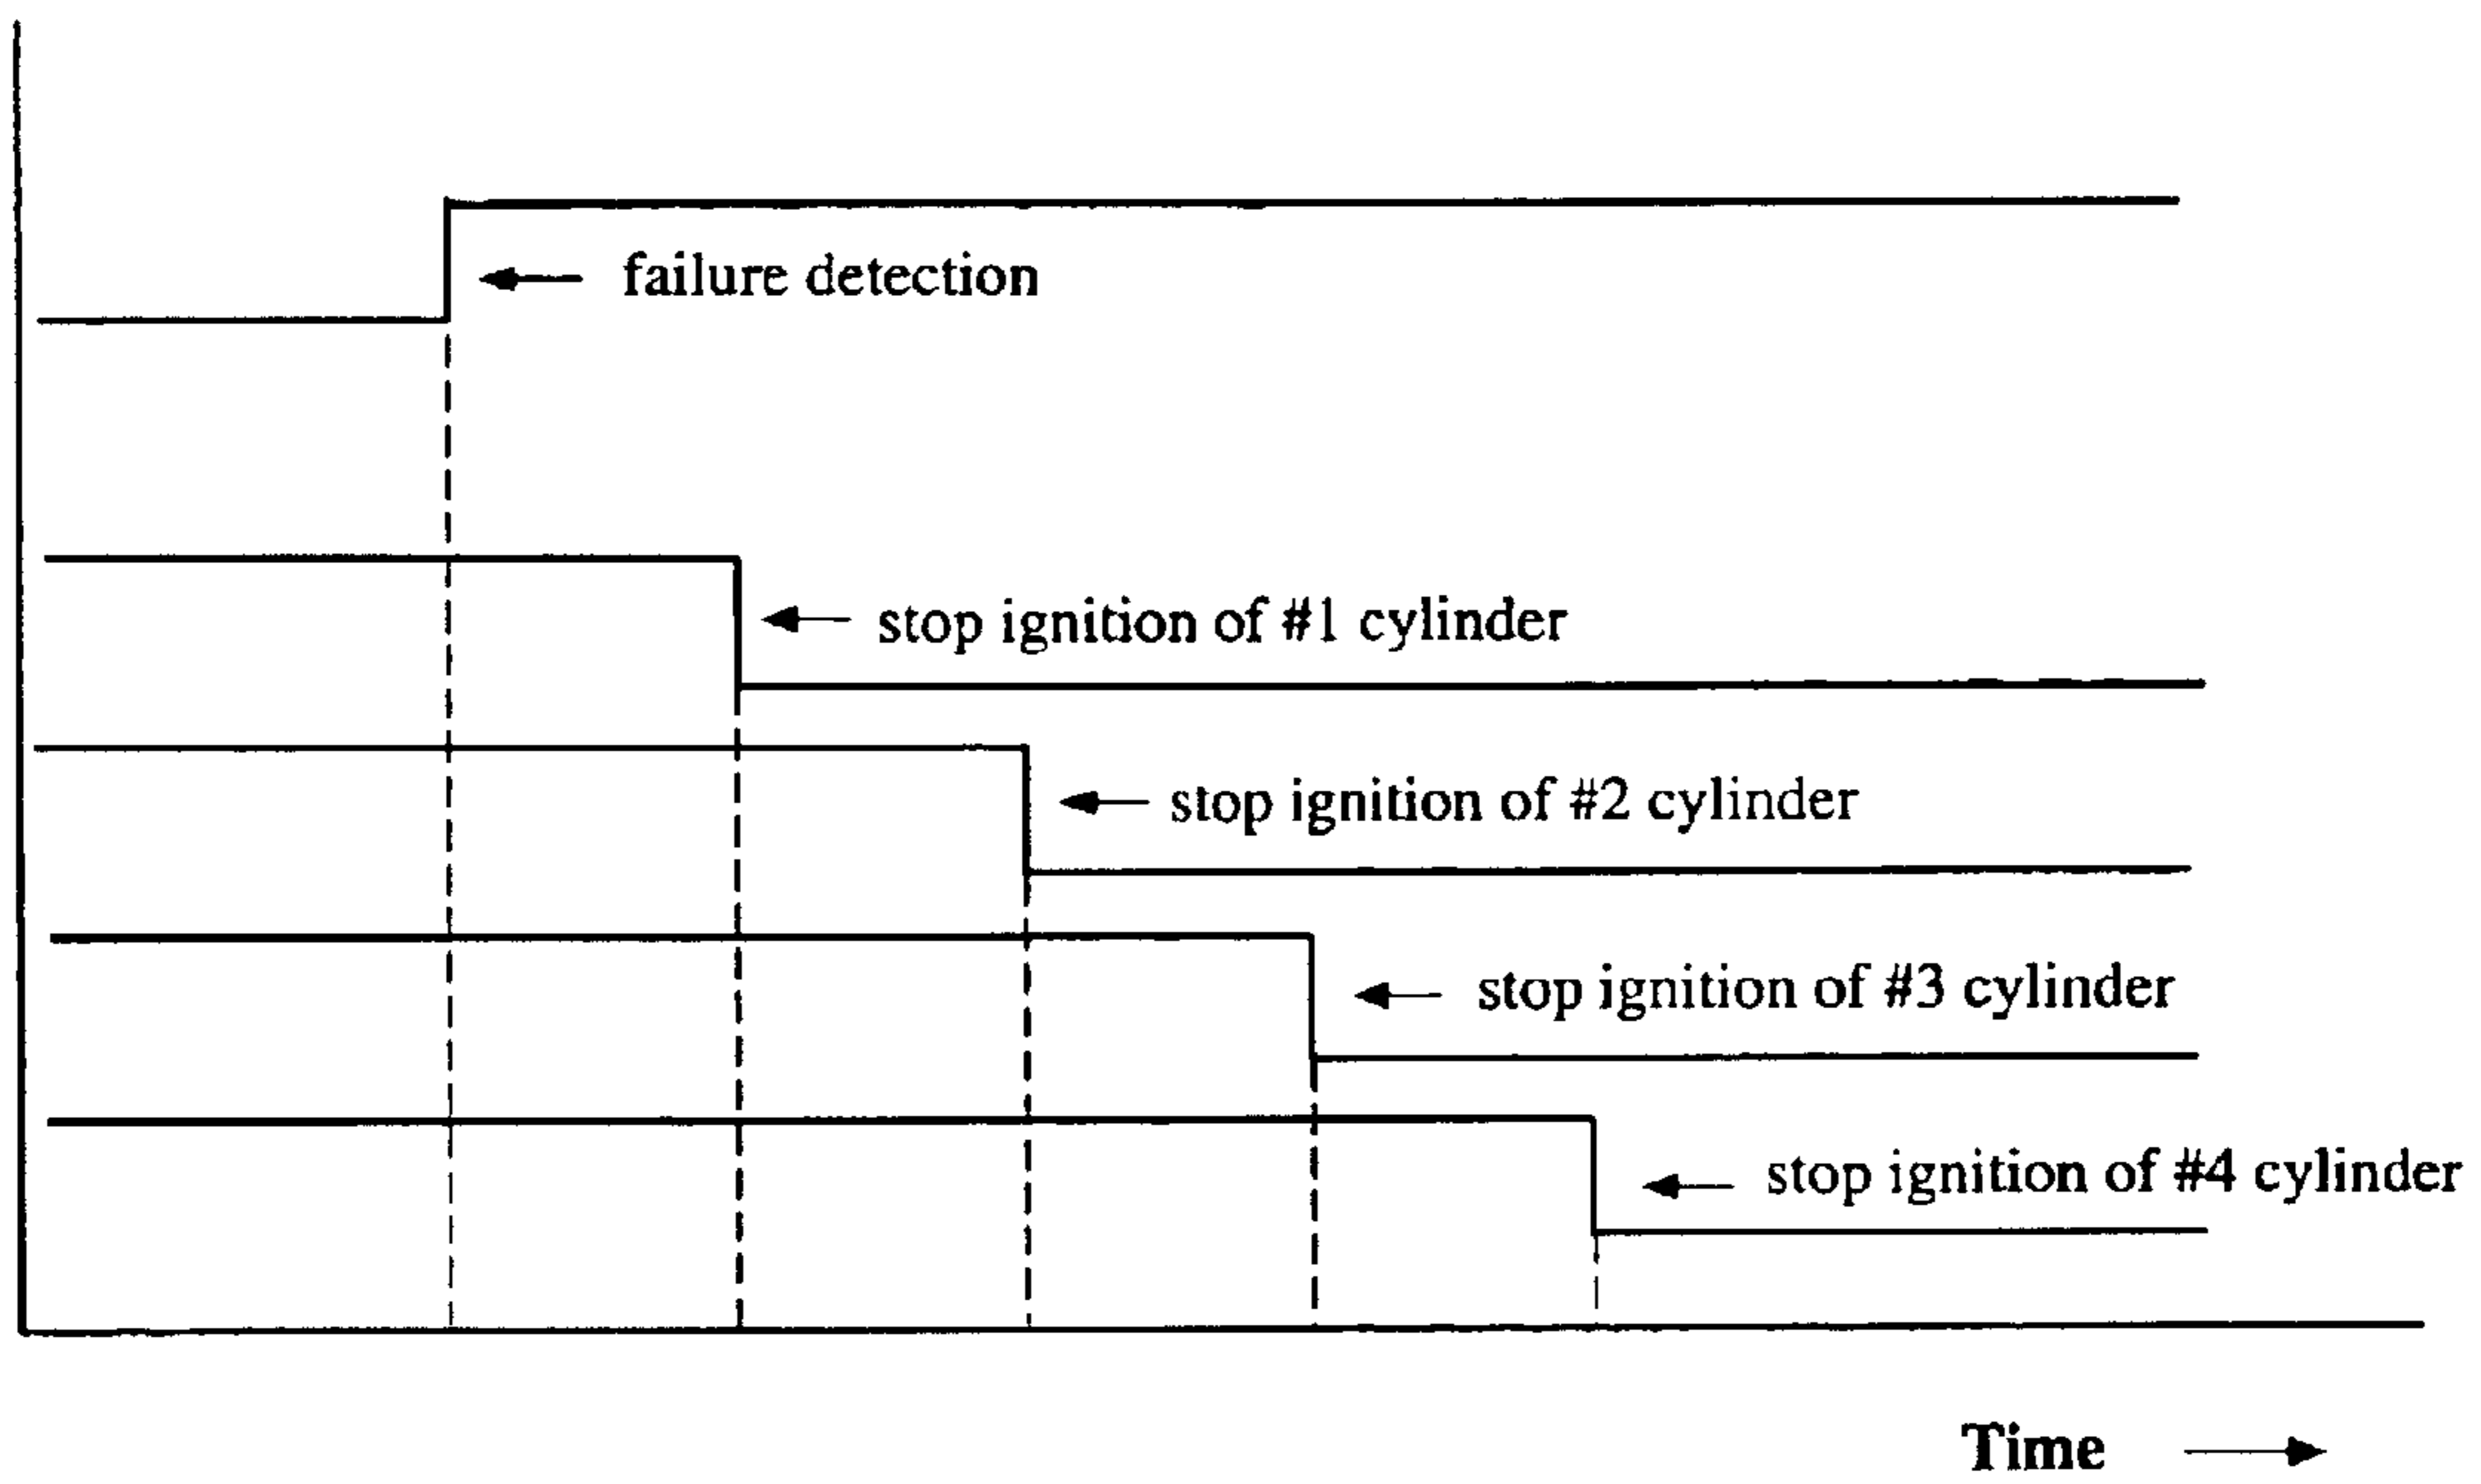 failure detection
stop ignition of #1 cylinder
stop ignition of #2 cylinder
stop ignition of #3 cylinder
stop ignition of #4 cylinder
Time